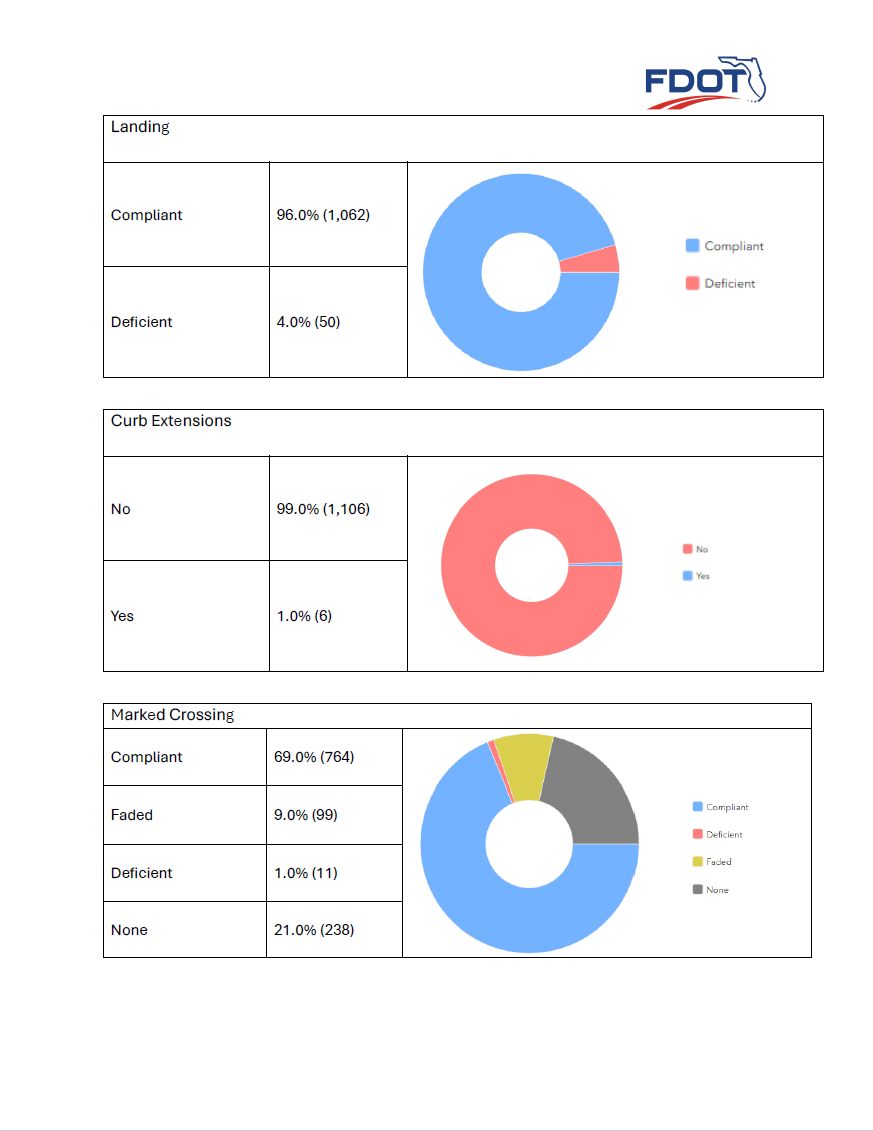 FDOT
Landing
Compliant 96.0% (1,062)
Compliant
Deficient
Deficient 4.0% (50)
Curb Extensions
No 99.0% (1,106)
No
Yes
Yes 1.0% (6)
Marked Crossing
Compliant 69.0% (764)
Faded 9.0% (99)
Deficient 1.0% (11)
None 21.0% (238)
Compliant
Deficient
Faded
None